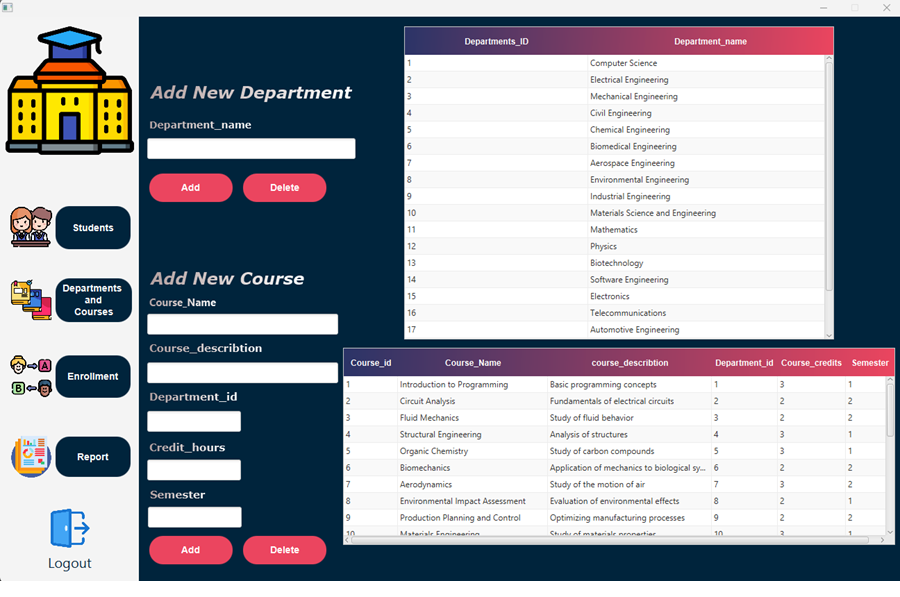 Students
Departments
and
Courses
A
B
Enrollment
Report
Logout
Add New Department
Department_name
Add Delete
Add New Course
Course_Name
Course_describtion
Department_id
Credit_hours
Semester
Add Delete
Departments_ID Department_name
1 Computer Science
2 Electrical Engineering
3 Mechanical Engineering
4 Civil Engineering
5 Chemical Engineering
6 Biomedical Engineering
7 Aerospace Engineering
8 Environmental Engineering
9 Industrial Engineering
10 Materials Science and Engineering
11 Mathematics
12 Physics
13 Biotechnology
14 Software Engineering
15 Electronics
16 Telecommunications
17 Automotive Engineering
Course_id Course_Name course_describtion Department_id Course_credits Semester
1 Introduction to Programming Basic programming concepts 1 3 1
2 Circuit Analysis Fundamentals of electrical circuits 2 2 2
3 Fluid Mechanics Study of fluid behavior 3 2 2
4 Structural Engineering Analysis of structures 4 3 1
5 Organic Chemistry Study of carbon compounds 5 3 1
6 Biomechanics Application of mechanics to biological sy... 6 2 2
7 Aerodynamics Study of the motion of air 7 3 2
8 Environmental Impact Assessment Evaluation of environmental effects 8 2 1
9 Production Planning and Control Optimizing manufacturing processes 9 2 2
10 Materials Engineering Study of materials properties 10 3 1